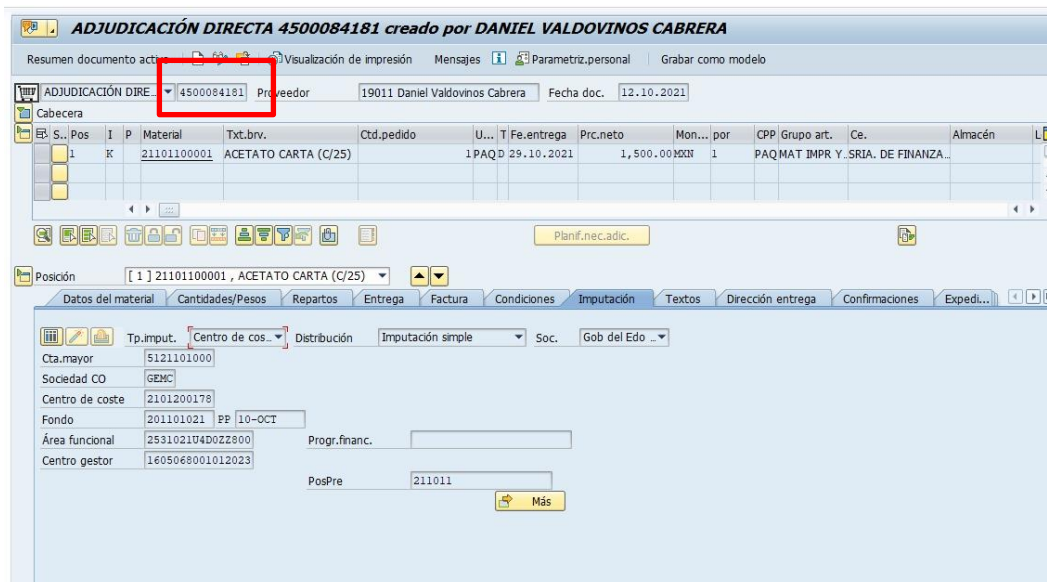 ADJUDICACIÓN DIRECTA 4500084181 creado por DANIEL VALDOVINOS CABRERA
Resumen documento activo Visualización de impresión Mensajes Parametriz.personal Grabar como modelo
ADJUDICACIÓN DIRE… 4500084181 Proveedor 19011 Daniel Valdovinos Cabrera Fecha doc. 12.10.2021
Cabecera
S.. Pos I P Material Txt.brv. Ctd.pedido U... T Fe.entrega Prc.neto Mon... por CPP Grupo art. Ce. Almacén
1 K 21101100001 ACETATO CARTA (C/25) 1 PAQ D 29.10.2021 1,500.00 MXN 1 PAQ MAT IMPR Y… SRIA. DE FINANZA…
Planif.nec.adic.
Posición [ 1 ] 21101100001 , ACETATO CARTA (C/25)
Datos del material Cantidades/Pesos Repartos Entrega Factura Condiciones Imputación Textos Dirección entrega Confirmaciones Expedi...
Tp.imput. Centro de cos… Distribución Imputación simple Soc. Gob del Edo …
Cta.mayor 5121101000
Sociedad CO GEMC
Centro de coste 2101200178
Fondo 201101021 PP 10-OCT
Área funcional 2531021U4D0ZZ800 Progr.financ.
Centro gestor 1605068001012023
PosPre 211011
Más